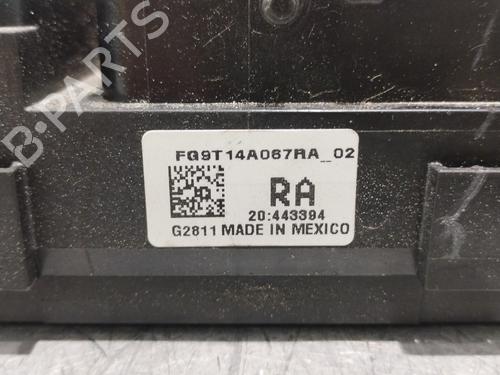 B-PARTS
FG9T14A067RA_02
RA
20:443394
G2811 MADE IN MEXICO